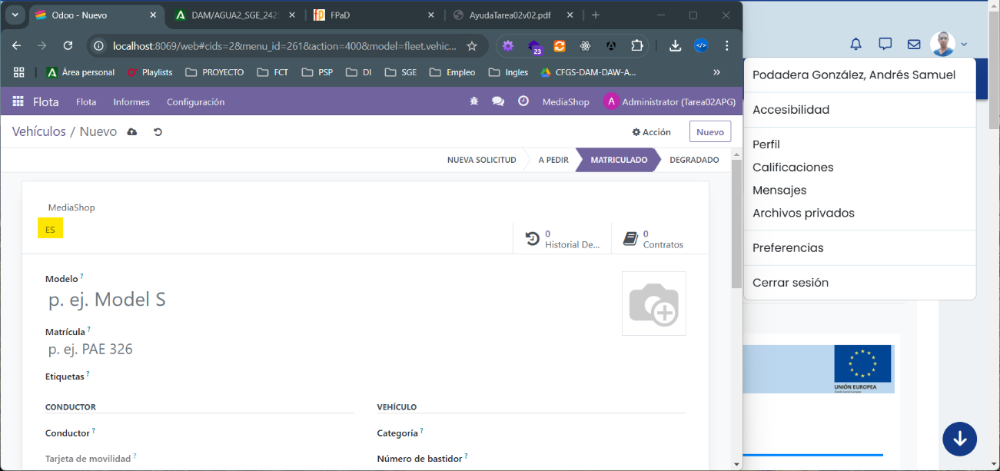 Odoo - Nuevo
DAM/AGUA2_SGE_242
FPaD
AyudaTarea02v02.pdf
localhost:8069/web#cids=2&menu_id=261&action=400&model=fleet.vehic...
23
Área personal
Playlists
PROYECTO
FCT
PSP
DI
SGE
Empleo
Ingles
CFGS-DAM-DAW-A...
»
Flota
Flota
Informes
Configuración
MediaShop
A
Administrator (Tarea02APG)
Vehículos / Nuevo
Acción
Nuevo
NUEVA SOLICITUD
A PEDIR
MATRICULADO
DEGRADADO
MediaShop
ES
0
Historial De...
0
Contratos
Modelo ?
p. ej. Model S
Matrícula ?
p. ej. PAE 326
Etiquetas ?
CONDUCTOR
VEHÍCULO
Conductor ?
Categoría ?
Tarjeta de movilidad ?
Número de bastidor ?
Podadera González, Andrés Samuel
Accesibilidad
Perfil
Calificaciones
Mensajes
Archivos privados
Preferencias
Cerrar sesión
UNIÓN EUROPEA